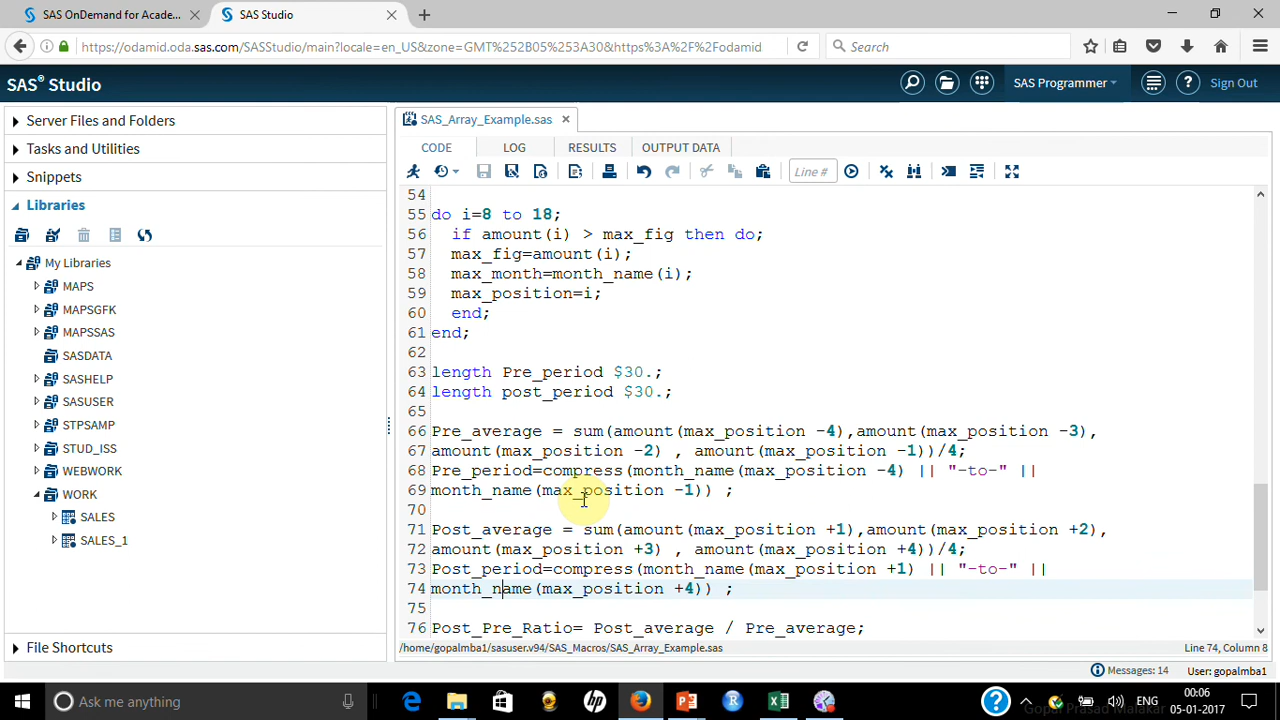 SAS OnDemand for Acade...
SAS Studio
https://odamid.oda.sas.com/SASStudio/main?locale=en_US&zone=GMT%252B05%253A30&https%3A%2F%2Fodamid
Search
SAS® Studio
SAS Programmer
Sign Out
Server Files and Folders
Tasks and Utilities
Snippets
Libraries
My Libraries
MAPS
MAPSGFK
MAPSSAS
SASDATA
SASHELP
SASUSER
STPSAMP
STUD_ISS
WEBWORK
WORK
SALES
SALES_1
File Shortcuts
SAS_Array_Example.sas
CODE LOG RESULTS OUTPUT DATA
Line #
54
55 do i=8 to 18;
56 if amount(i) > max_fig then do;
57 max_fig=amount(i);
58 max_month=month_name(i);
59 max_position=i;
60 end;
61 end;
62
63 length Pre_period $30.;
64 length post_period $30.;
65
66 Pre_average = sum(amount(max_position -4),amount(max_position -3),
67 amount(max_position -2) , amount(max_position -1))/4;
68 Pre_period=compress(month_name(max_position -4) || "-to-" ||
69 month_name(max_position -1)) ;
70
71 Post_average = sum(amount(max_position +1),amount(max_position +2),
72 amount(max_position +3) , amount(max_position +4))/4;
73 Post_period=compress(month_name(max_position +1) || "-to-" ||
74 month_name(max_position +4)) ;
75
76 Post_Pre_Ratio= Post_average / Pre_average;
/home/gopalmba1/sasuser.v94/SAS_Macros/SAS_Array_Example.sas
Line 74, Column 8
Messages: 14
User: gopalmba1
Ask me anything
ENG
00:06
05-01-2017
Gopal Prasad Malakar